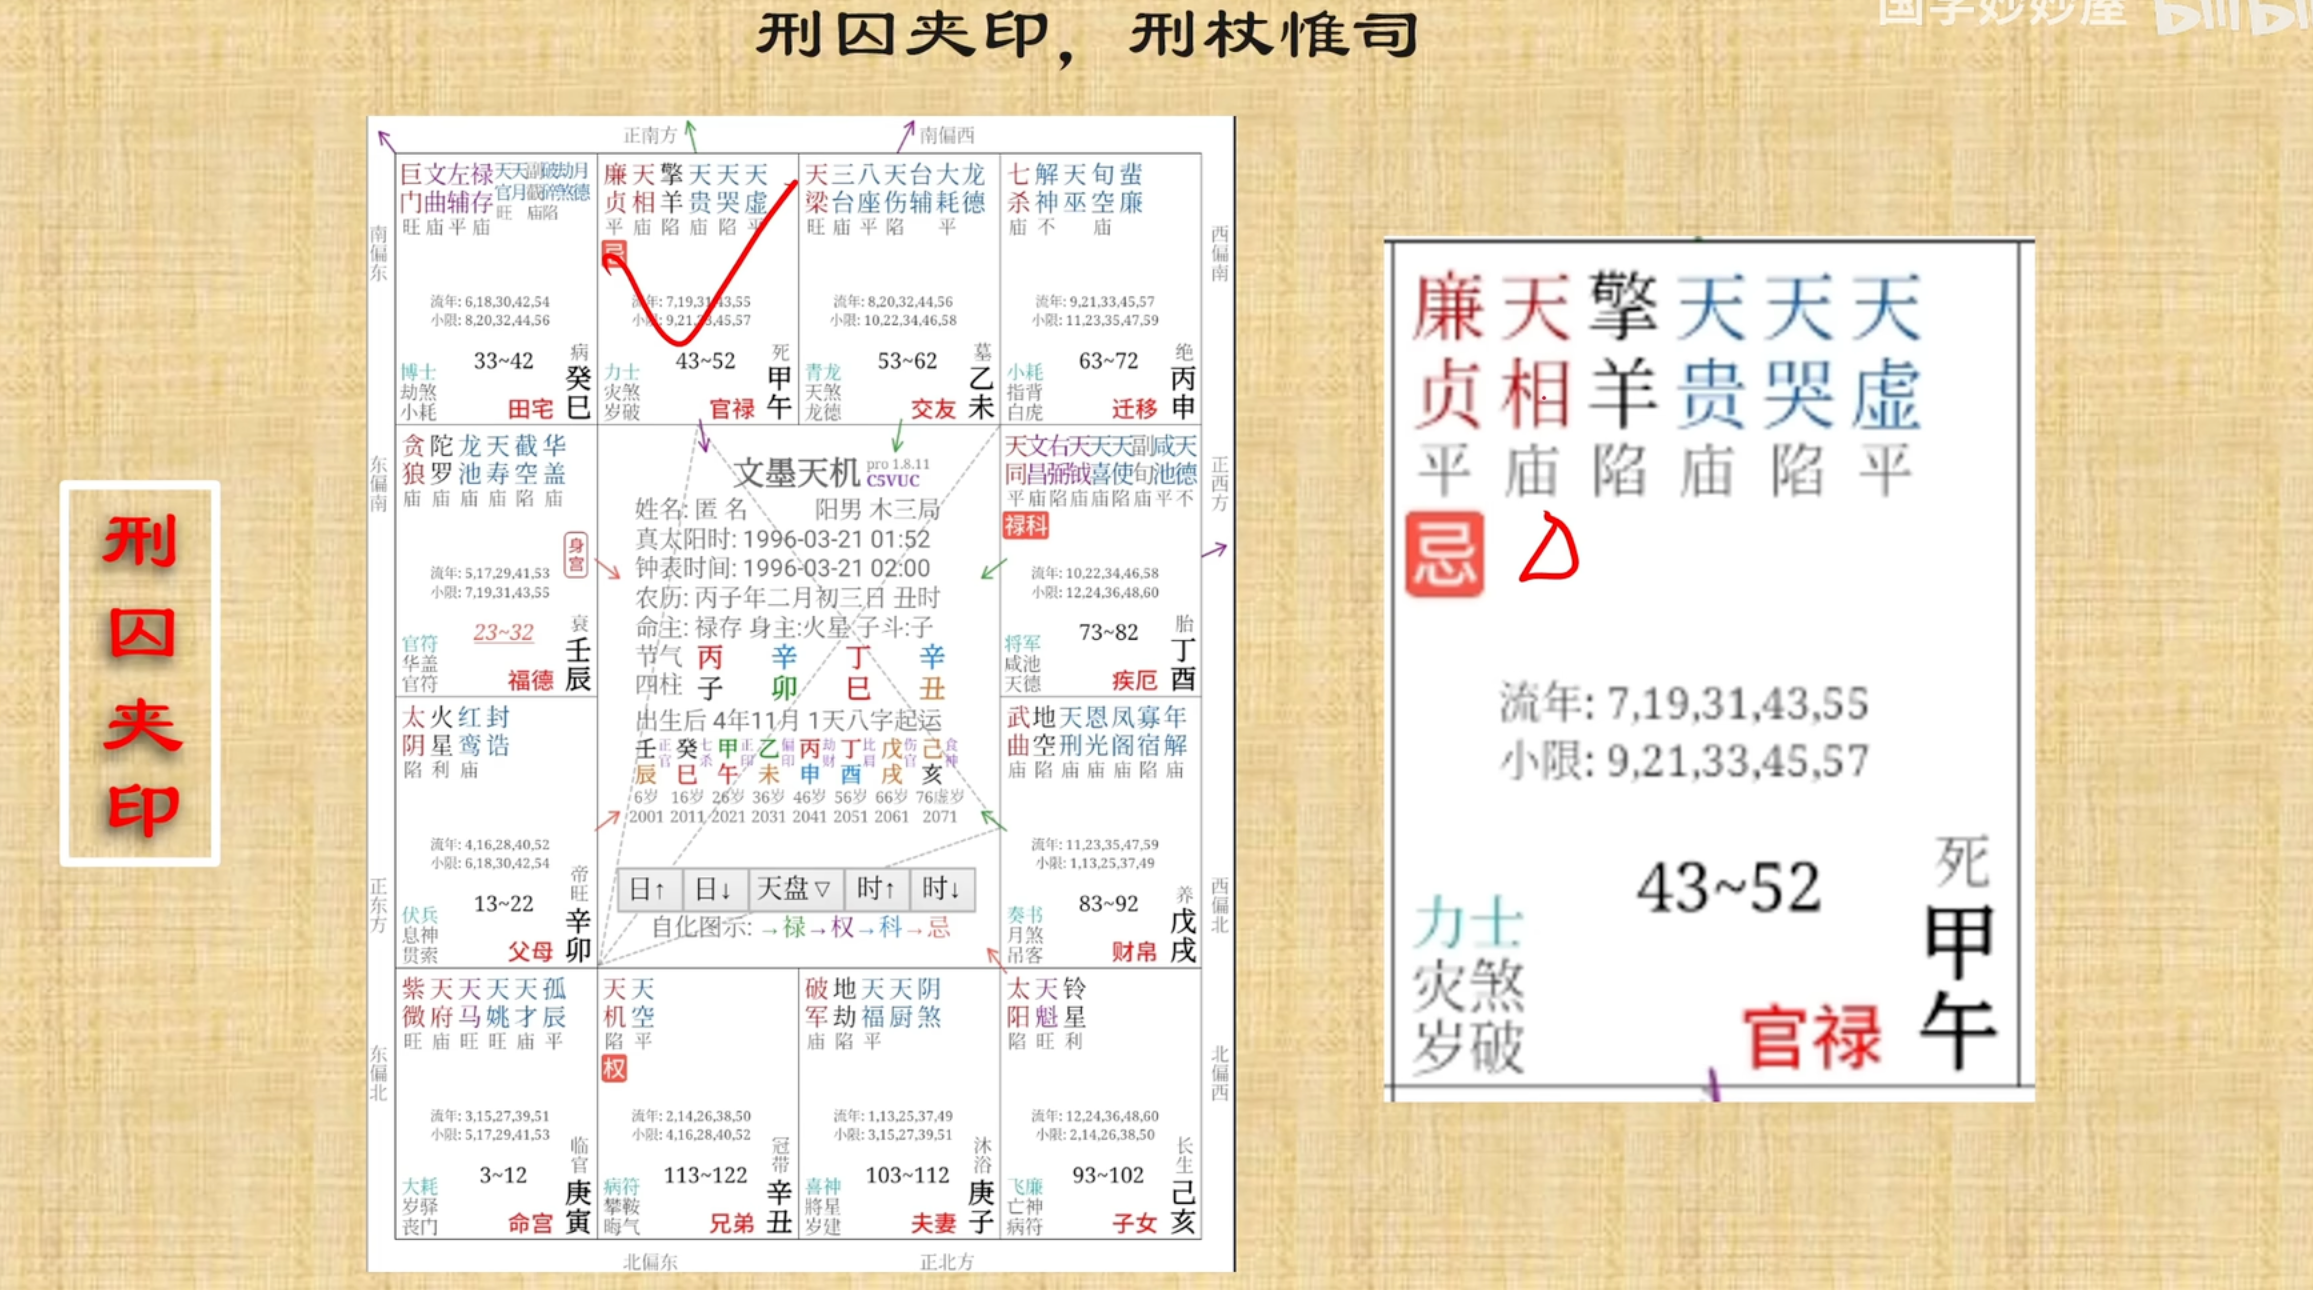 国学妙妙屋 bilibili
刑囚夹印，刑杖惟司
刑
囚
夹
印
正南方
南偏西
南偏东
西偏南
巨门 文曲 左辅 禄存 天官 天月
旺 庙 平 庙
流年: 6,18,30,42,54
小限: 8,20,32,44,56
33~42
博士
劫煞
小耗
田宅
病
癸巳
廉贞 天相 擎羊 天贵 天哭 天虚
平 庙 陷 庙 陷 平
忌
流年: 7,19,31,43,55
小限: 9,21,33,45,57
43~52
力士
灾煞
岁破
官禄
死
甲午
天梁 三台 八座 天伤 台辅 大耗 龙德
旺 庙 平 陷 平
流年: 8,20,32,44,56
小限: 10,22,34,46,58
53~62
青龙
天煞
龙德
交友
墓
乙未
七杀 解神 天巫 旬空 蜚廉
庙 不 庙
流年: 9,21,33,45,57
小限: 11,23,35,47,59
63~72
小耗
指背
白虎
迁移
绝
丙申
东偏南
正西方
贪狼 陀罗 龙池 天寿 截空 华盖
庙 庙 庙 庙 陷 庙
身宫
流年: 5,17,29,41,53
小限: 7,19,31,43,55
23~32
官符
华盖
官符
福德
衰
壬辰
文墨天机 pro 1.8.11
C5VUC
姓名: 匿 名 阳男 木三局
真太阳时: 1996-03-21 01:52
钟表时间: 1996-03-21 02:00
农历: 丙子年二月初三日 丑时
命主: 禄存 身主:火星 子斗:子
节气 丙 辛 丁 辛
四柱 子 卯 巳 丑
出生后 4年11月 1天八字起运
壬正官 癸七杀 甲正印 乙偏印 丙劫财 丁比肩 戊伤官 己食神
辰 巳 午 未 申 酉 戌 亥
6岁 16岁 26岁 36岁 46岁 56岁 66岁 76虚岁
2001 2011 2021 2031 2041 2051 2061 2071
日↑ 日↓ 天盘▽ 时↑ 时↓
自化图示: →禄→权→科→忌
天同 文昌 右弼 天钺 天喜 天使 副旬 咸池 天德
平 庙 陷 庙 庙 陷 庙 平 不
禄科
流年: 10,22,34,46,58
小限: 12,24,36,48,60
73~82
将军
咸池
天德
疾厄
胎
丁酉
正东方
西偏北
太阴 火星 红鸾 封诰
陷 利 庙
流年: 4,16,28,40,52
小限: 6,18,30,42,54
13~22
伏兵
息神
贯索
父母
帝旺
辛卯
武曲 地空 天刑 恩光 凤阁 寡宿 年解
庙 陷 庙 庙 庙 陷 庙
流年: 11,23,35,47,59
小限: 1,13,25,37,49
83~92
奏书
月煞
吊客
财帛
养
戊戌
东偏北
北偏西
紫微 天府 天马 天姚 天才 孤辰
旺 庙 旺 旺 庙 平
流年: 3,15,27,39,51
小限: 5,17,29,41,53
3~12
大耗
岁驿
丧门
命宫
临官
庚寅
天机 天空
陷 平
权
流年: 2,14,26,38,50
小限: 4,16,28,40,52
113~122
病符
攀鞍
晦气
兄弟
冠带
辛丑
破军 地劫 天福 天厨 阴煞
庙 陷 平
流年: 1,13,25,37,49
小限: 3,15,27,39,51
103~112
喜神
將星
岁建
夫妻
沐浴
庚子
太阳 天魁 铃星
陷 旺 利
流年: 12,24,36,48,60
小限: 2,14,26,38,50
93~102
飞廉
亡神
病符
子女
长生
己亥
北偏东
正北方
廉贞 天相 擎羊 天贵 天哭 天虚
平 庙 陷 庙 陷 平
忌
流年: 7,19,31,43,55
小限: 9,21,33,45,57
43~52
力士
灾煞
岁破
官禄
死
甲午